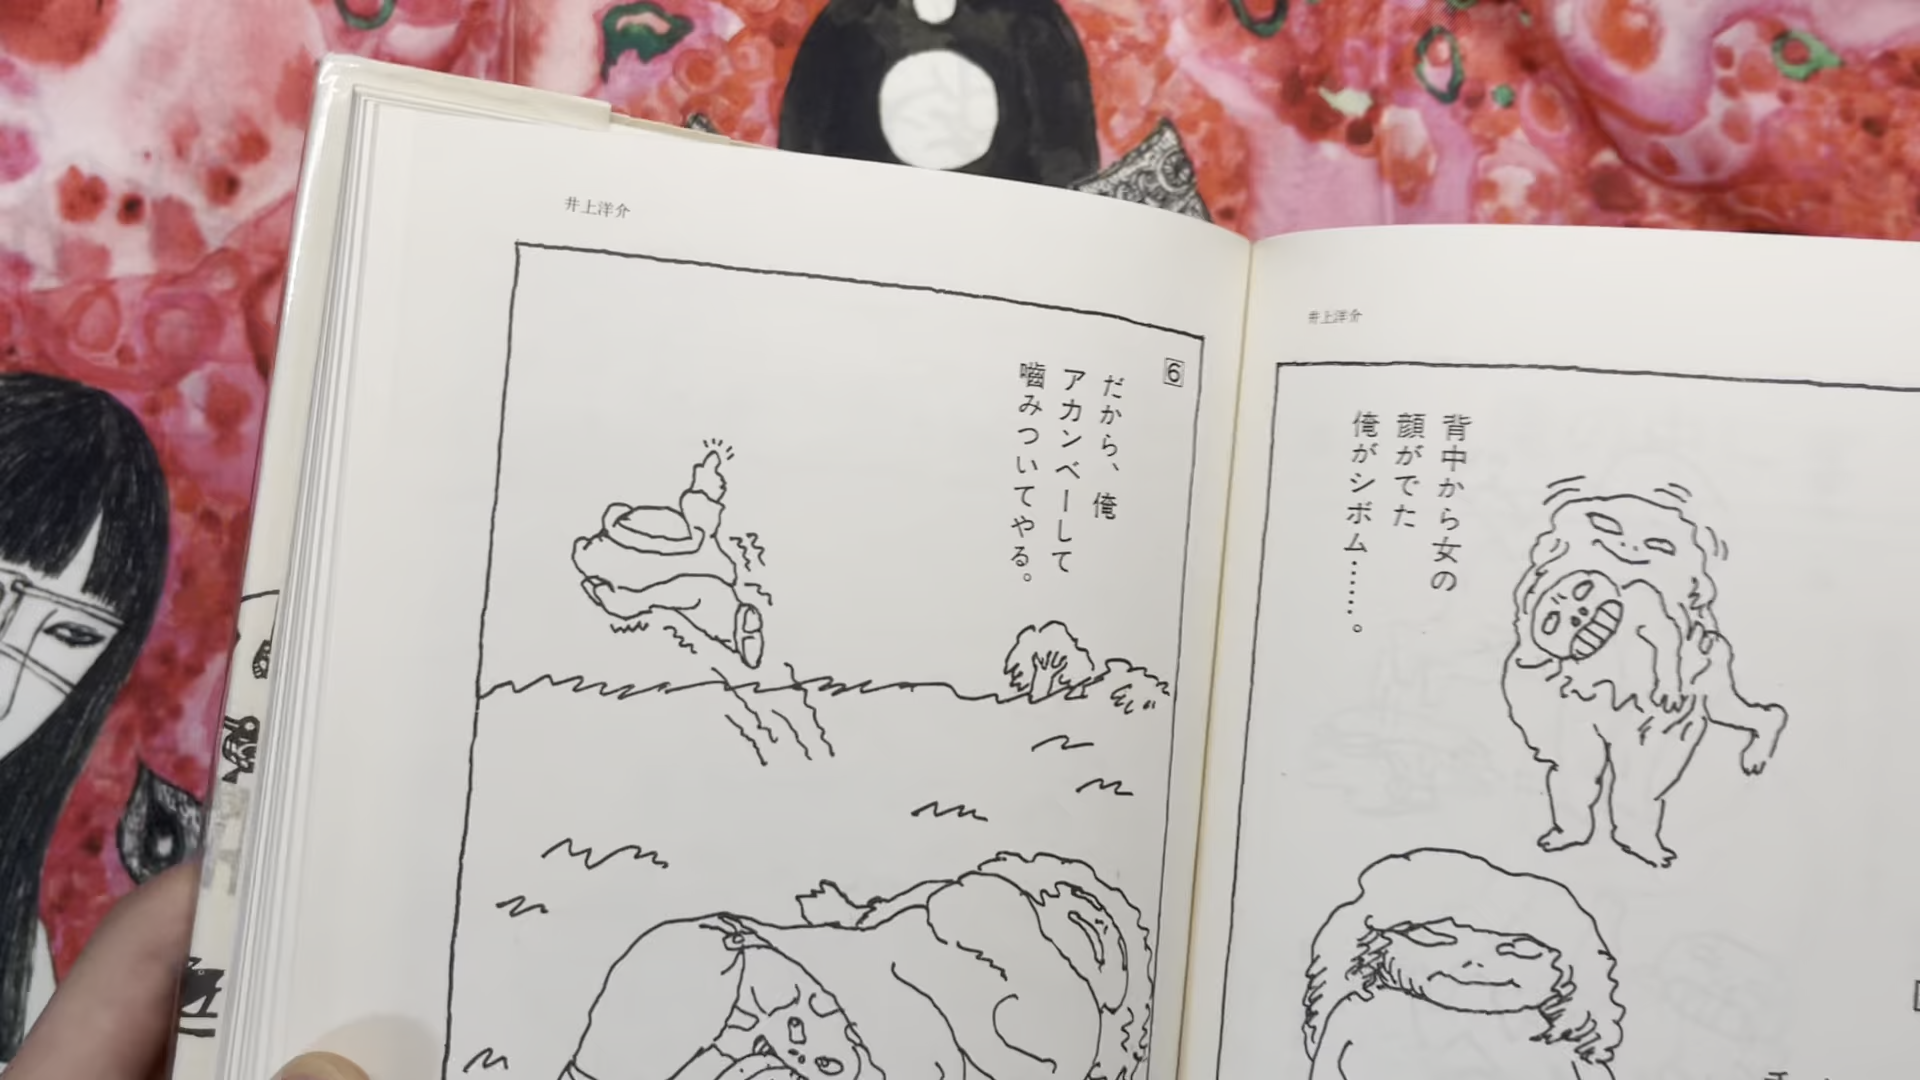 井上洋介
6
だから、俺
アカンベーして
噛みついてやる。
井上洋介
背中から女の
顔がでた
俺がシボム……。